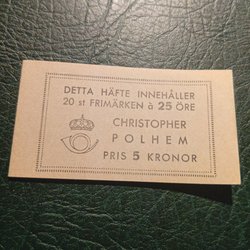 DETTA HÄFTE INNEHÅLLER
20 st FRIMÄRKEN à 25 ÖRE
CHRISTOPHER
POLHEM
PRIS 5 KRONOR